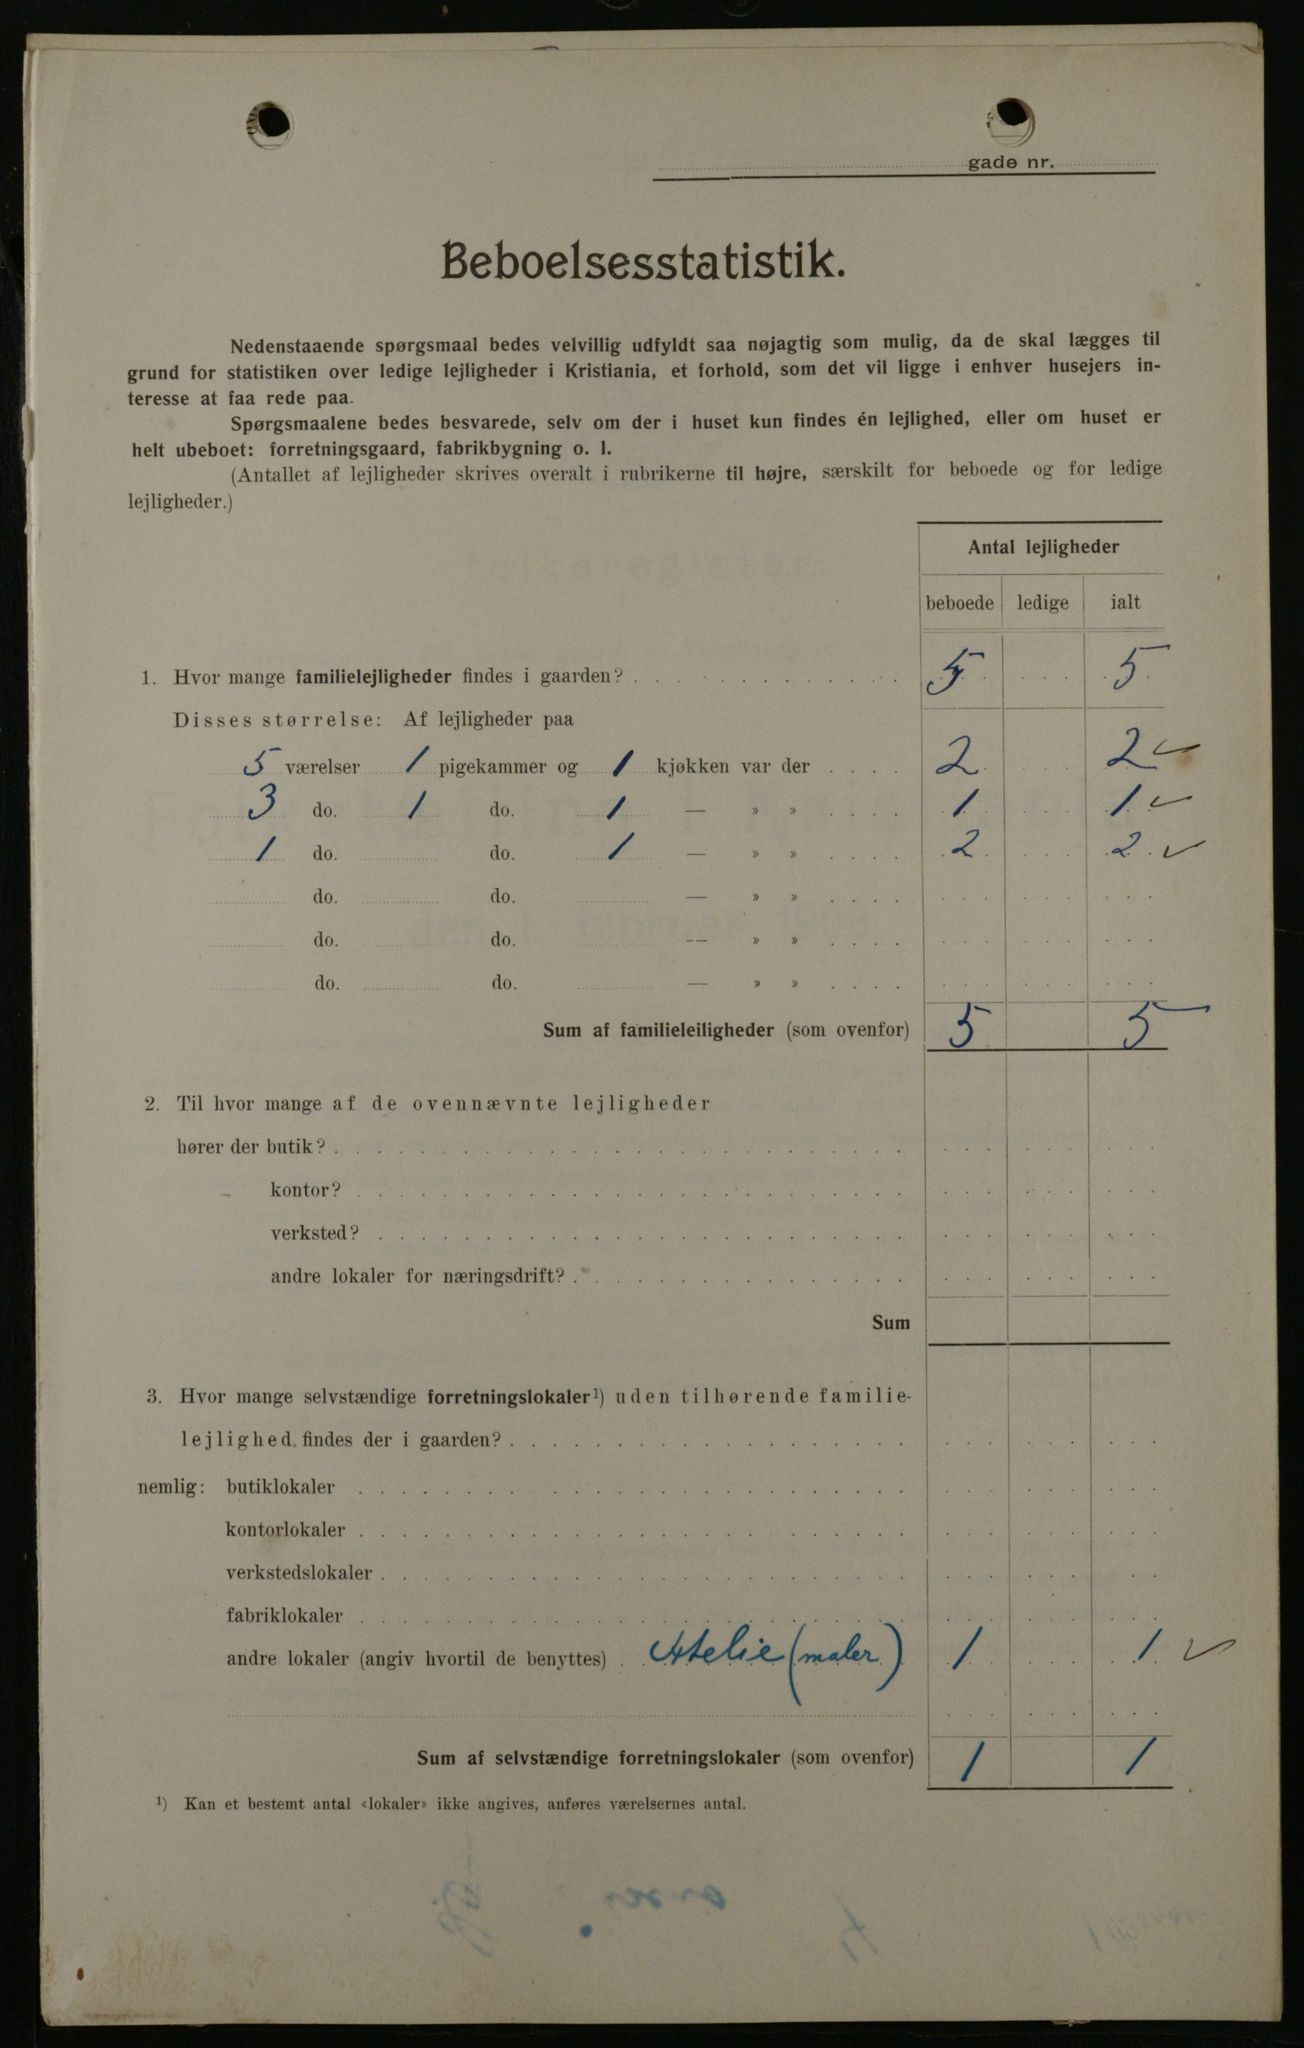 gade nr.
Beboelsesstatistik.
Nedenstaaende spørgsmaal bedes velvillig udfyldt saa nøjagtig som mulig, da de skal lægges til
grund for statistiken over ledige lejligheder i Kristiania, et forhold, som det vil ligge i enhver husejers in-
teresse at faa rede paa.
Spørgsmaalene bedes besvarede, selv om der i huset kun findes én lejlighed, eller om huset er
helt ubeboet: forretningsgaard, fabrikbygning o. l.
(Antallet af lejligheder skrives overalt i rubrikerne til højre, særskilt for beboede og for ledige
lejligheder.)
Antal lejligheder
beboede ledige ialt
1. Hvor mange familielejligheder findes i gaarden? 5 5
Disses størrelse: Af lejligheder paa
5 værelser 1 pigekammer og 1 kjøkken var der 2 2 ✓
3 do. 1 do. 1 — » » 1 1 ✓
1 do. do. 1 — » » 2 2 ✓
do. do. — » »
do. do. — » »
do. do. — » »
Sum af familieleiligheder (som ovenfor) 5 5
2. Til hvor mange af de ovennævnte lejligheder
hører der butik?
kontor?
verksted?
andre lokaler for næringsdrift?
Sum
3. Hvor mange selvstændige forretningslokaler¹) uden tilhørende familie-
lejlighed findes der i gaarden?
nemlig: butiklokaler
kontorlokaler
verkstedslokaler
fabriklokaler
andre lokaler (angiv hvortil de benyttes) Atelie (maler) 1 1 ✓
Sum af selvstændige forretningslokaler (som ovenfor) 1 1
¹) Kan et bestemt antal «lokaler» ikke angives, anføres værelsernes antal.